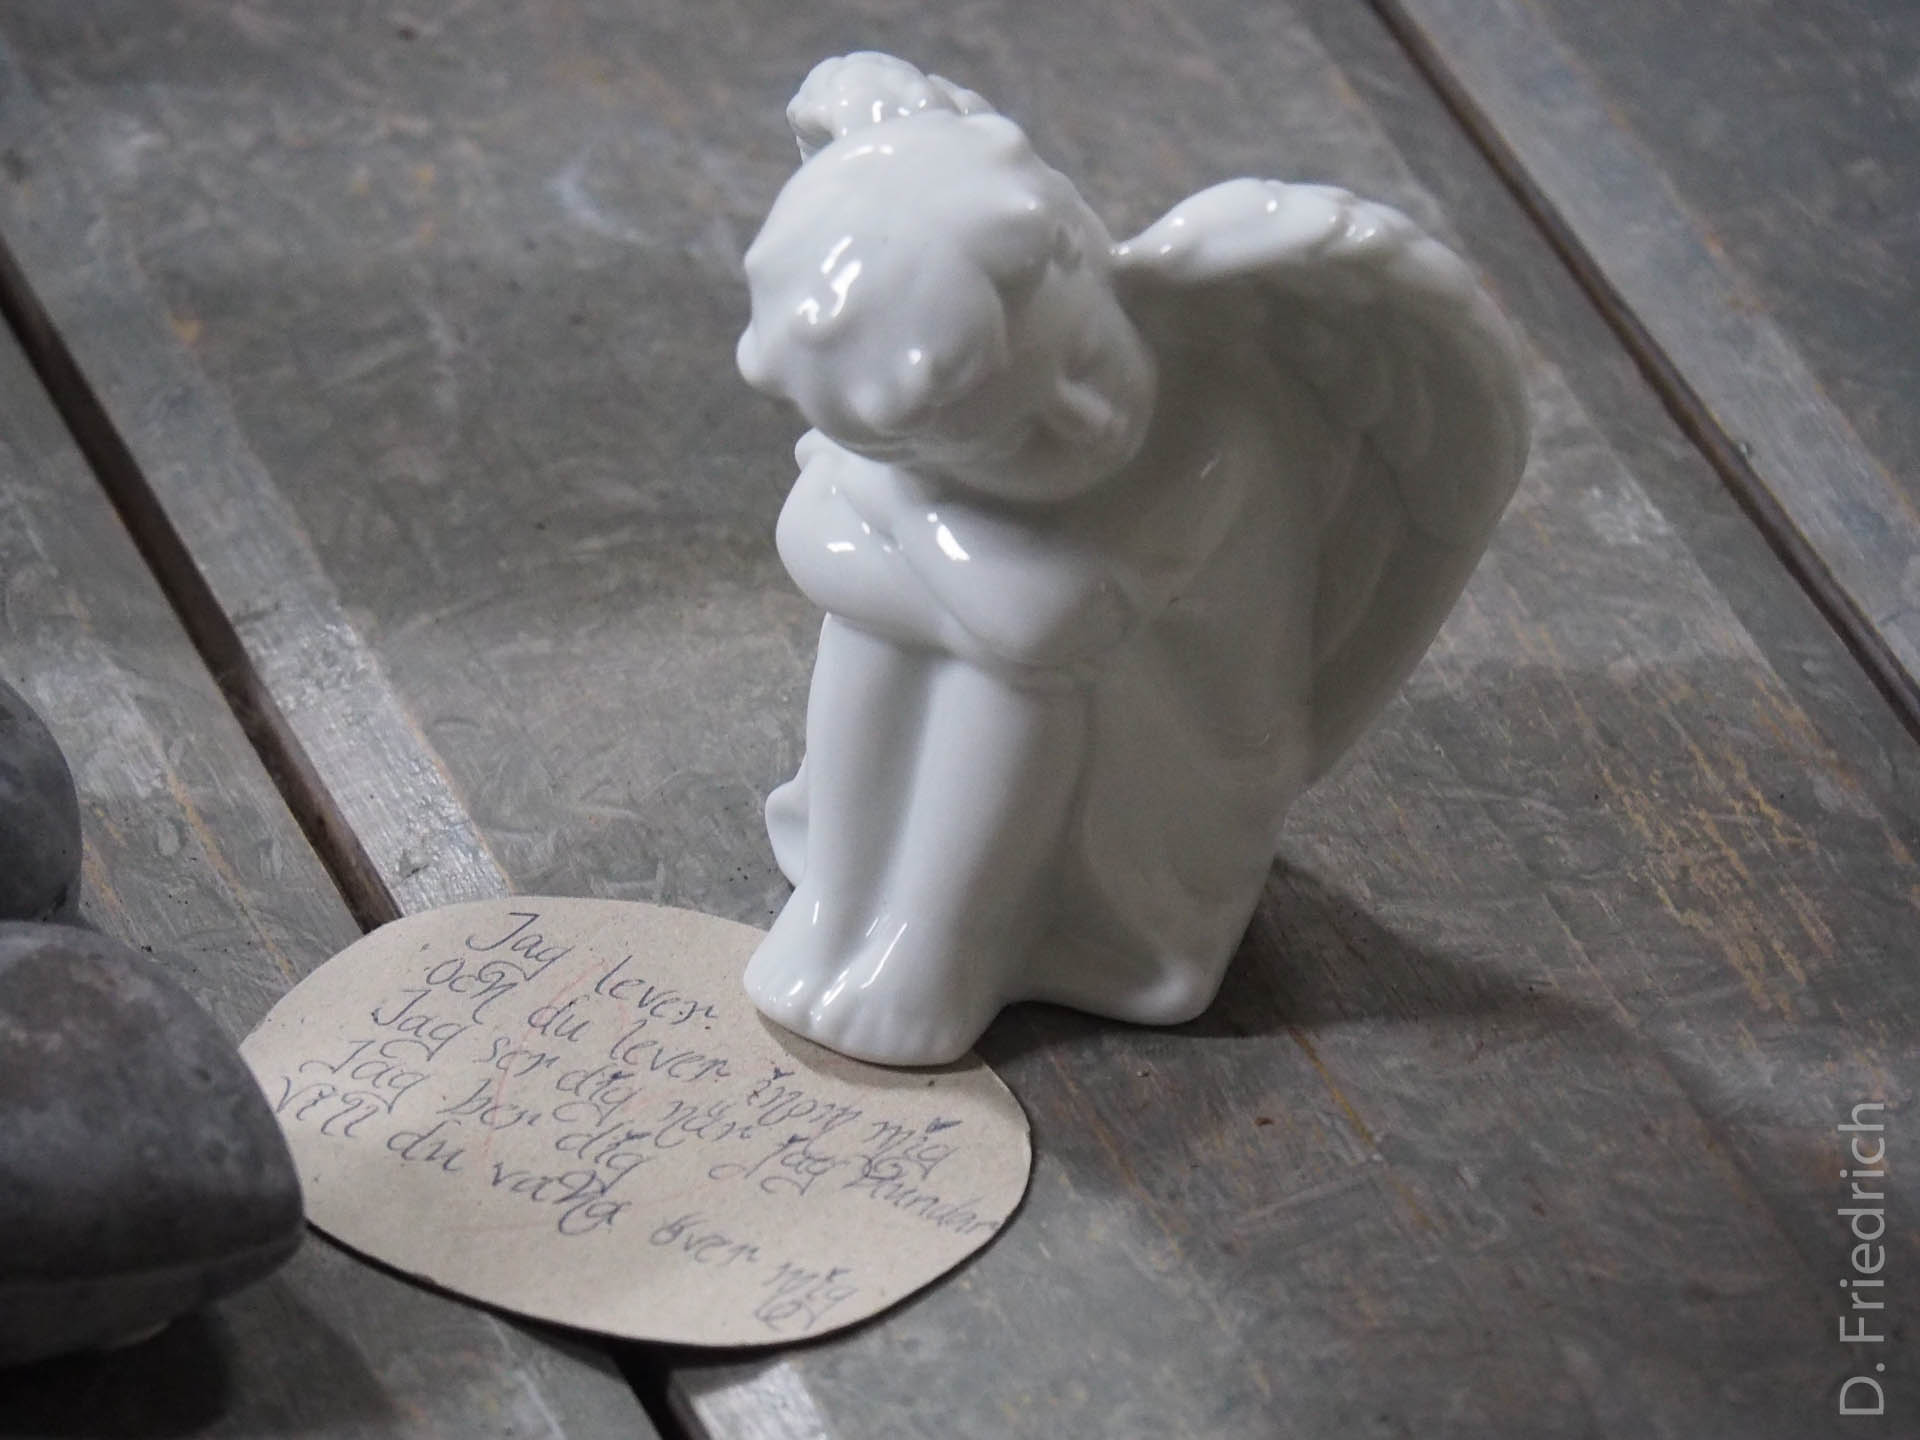 Jag lever
och du lever inom mig
Jag ser dig när jag blundar
Jag ber dig
vill du vaka över mig
D. Friedrich